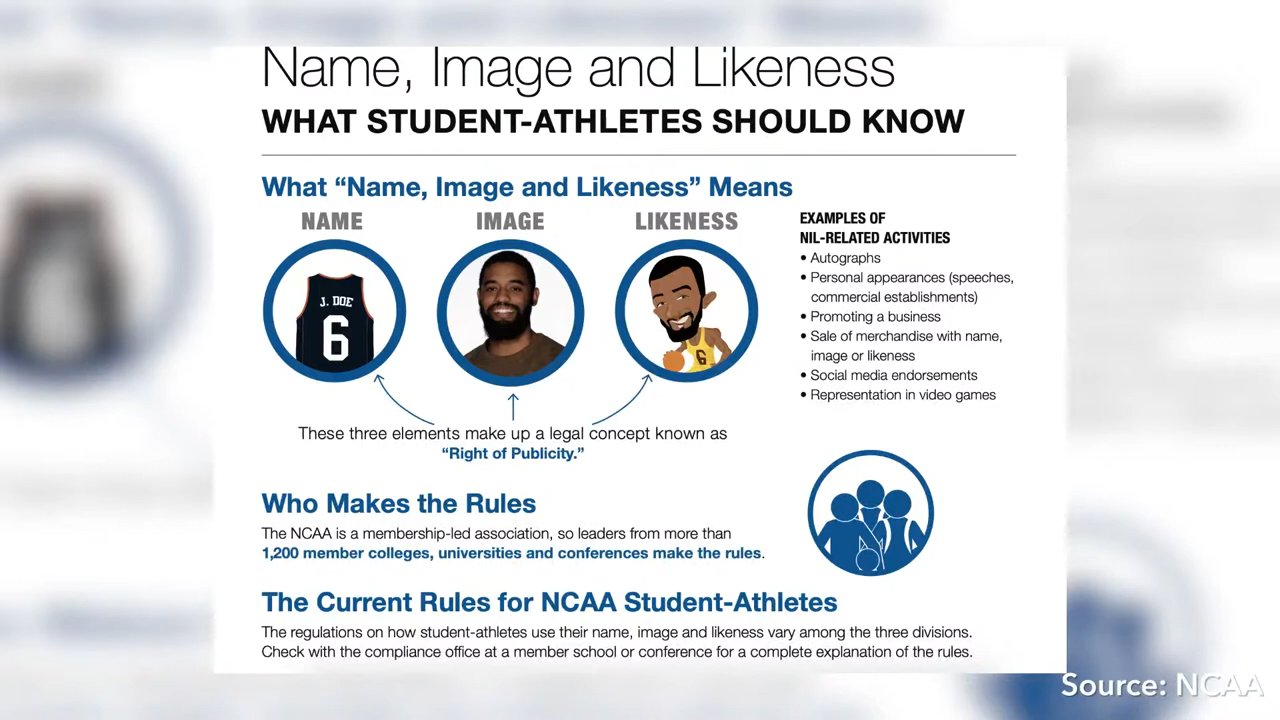 Name, Image and Likeness
WHAT STUDENT-ATHLETES SHOULD KNOW
What “Name, Image and Likeness” Means
NAME
IMAGE
LIKENESS
J. DOE
6
6
These three elements make up a legal concept known as
“Right of Publicity.”
EXAMPLES OF
NIL-RELATED ACTIVITIES
• Autographs
• Personal appearances (speeches,
commercial establishments)
• Promoting a business
• Sale of merchandise with name,
image or likeness
• Social media endorsements
• Representation in video games
Who Makes the Rules
The NCAA is a membership-led association, so leaders from more than
1,200 member colleges, universities and conferences make the rules.
The Current Rules for NCAA Student-Athletes
The regulations on how student-athletes use their name, image and likeness vary among the three divisions.
Check with the compliance office at a member school or conference for a complete explanation of the rules.
Source: NCAA